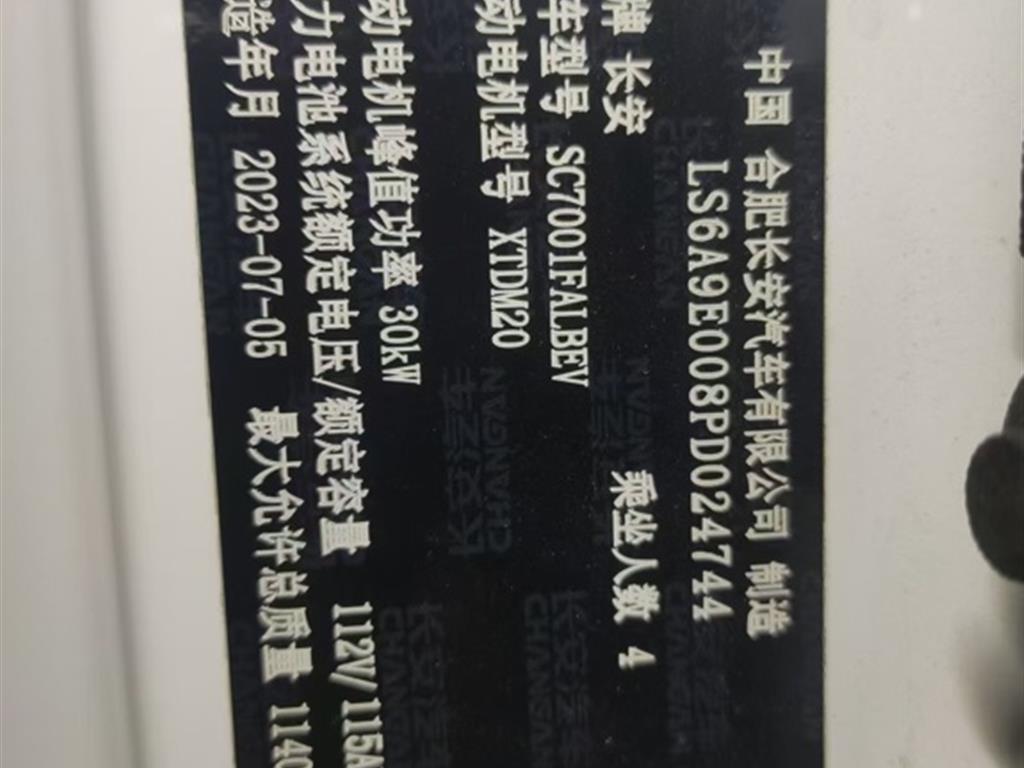 中国 合肥长安汽车有限公司 制造
LS6A9E008PD024744
牌 长安 乘坐人数 4
车型号 SC7001FALBEV
动电机型号 XTDM20
动电机峰值功率 30kW
力电池系统额定电压/额定容量 112V/115A
造年月 2023-07-05 最大允许总质量 1140